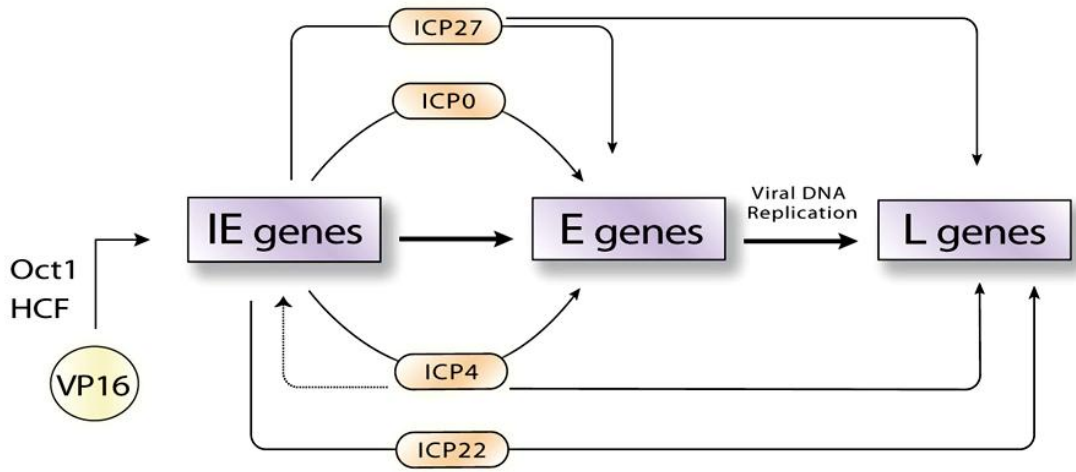 ICP27
ICP0
Viral DNA
Replication
IE genes
E genes
L genes
Oct1
HCF
VP16
ICP4
ICP22